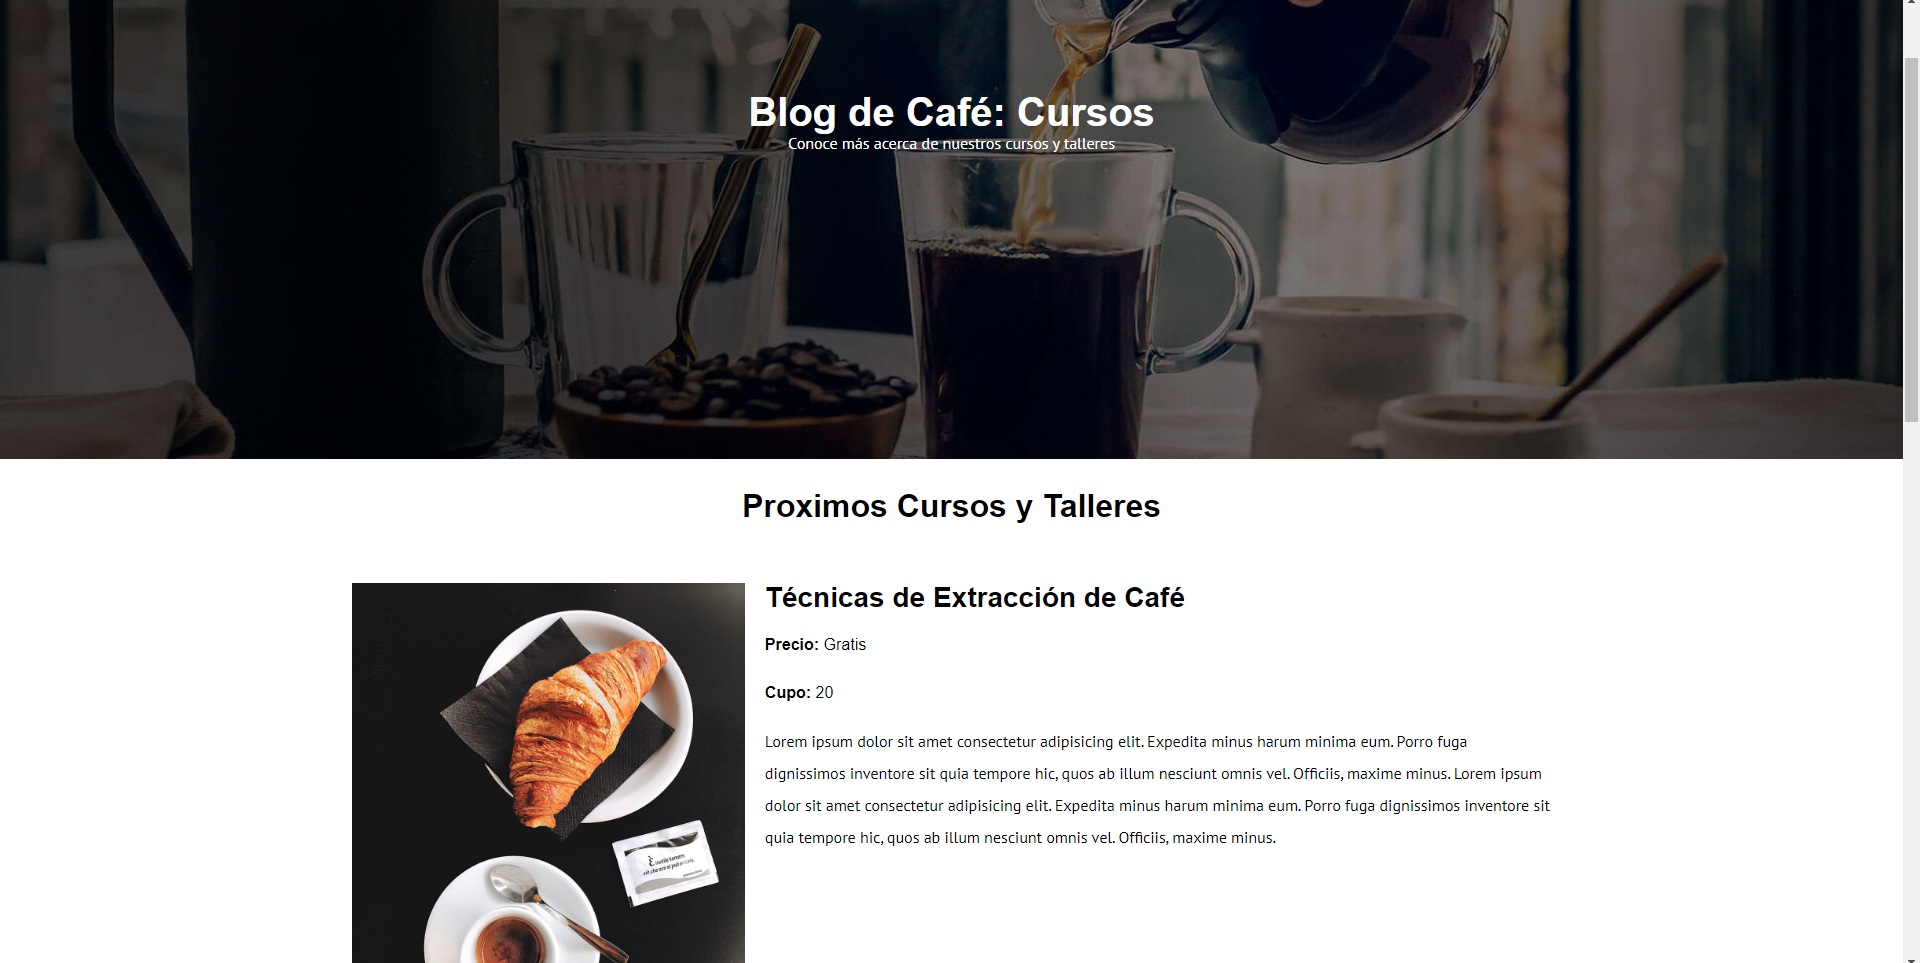 Blog de Café: Cursos
Conoce más acerca de nuestros cursos y talleres
Proximos Cursos y Talleres
Técnicas de Extracción de Café
Precio: Gratis
Cupo: 20
Lorem ipsum dolor sit amet consectetur adipisicing elit. Expedita minus harum minima eum. Porro fuga
dignissimos inventore sit quia tempore hic, quos ab illum nesciunt omnis vel. Officiis, maxime minus. Lorem ipsum
dolor sit amet consectetur adipisicing elit. Expedita minus harum minima eum. Porro fuga dignissimos inventore sit
quia tempore hic, quos ab illum nesciunt omnis vel. Officiis, maxime minus.